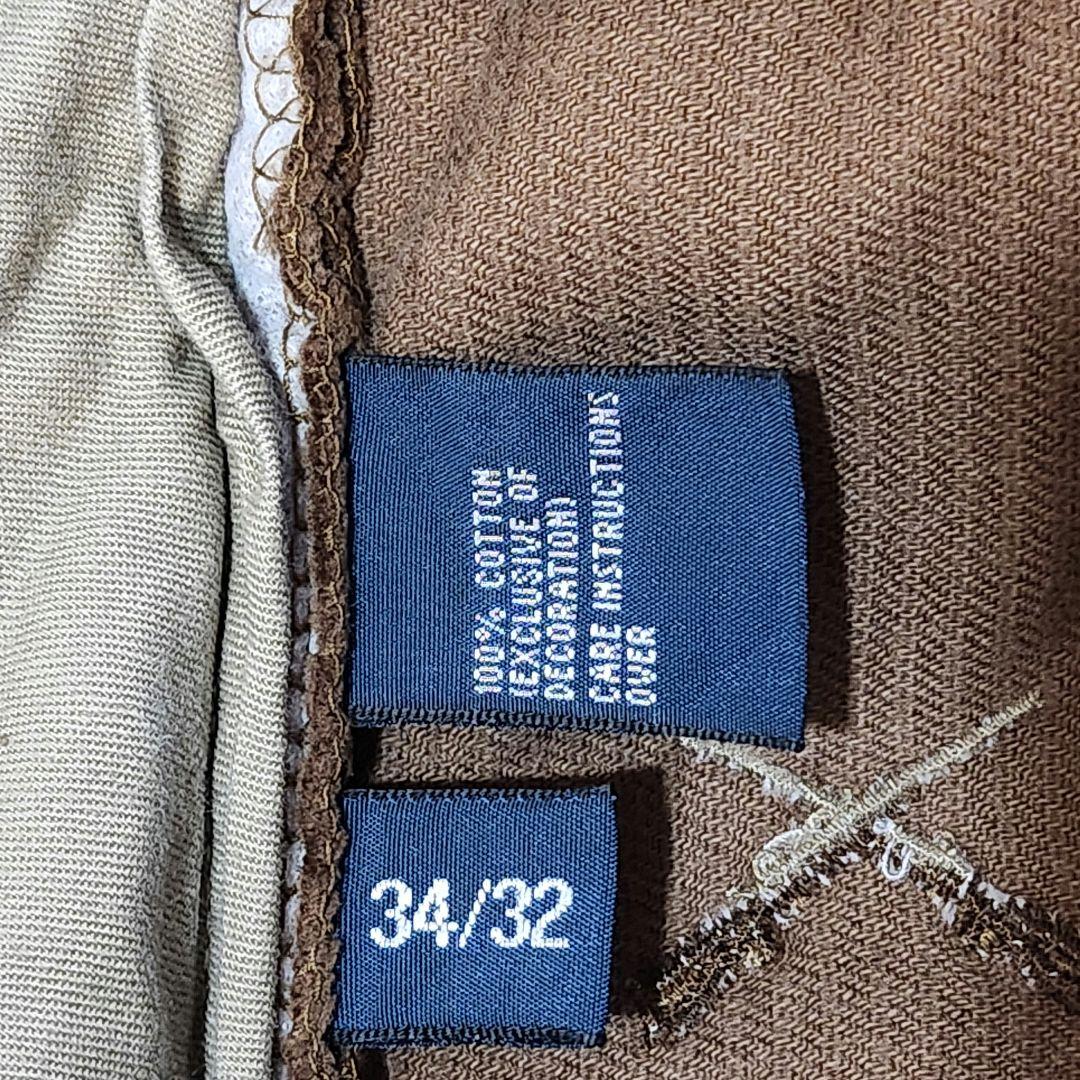 100% COTTON
(EXCLUSIVE OF
DECORATION)
CARE INSTRUCTIONS
OVER
34/32